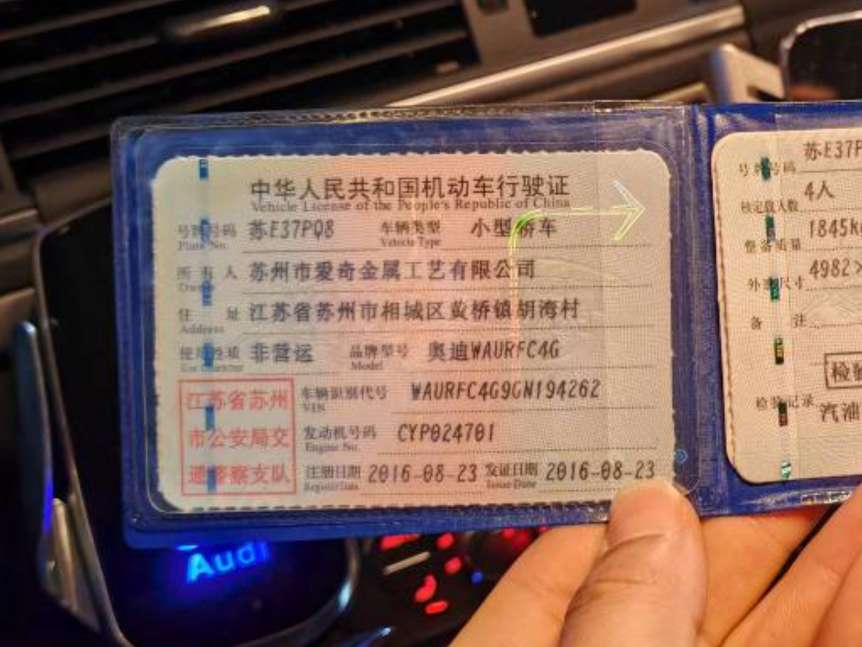 中华人民共和国机动车行驶证
Vehicle License of the People's Republic of China
号牌号码 苏E37PQ8 车辆类型 小型轿车
Plate No. Vehicle Type
所有人 苏州市爱奇金属工艺有限公司
Owner
住址 江苏省苏州市相城区黄桥镇胡湾村
Address
使用性质 非营运 品牌型号 奥迪WAURFC4G
Use Character Model
江苏省苏州
市公安局交
通警察支队
车辆识别代号 WAURFC4G9GN194262
VIN
发动机号码 CYP024701
Engine No.
注册日期 2016-08-23 发证日期 2016-08-23
Register Date Issue Date
号牌号码 苏E37P
核定载人数 4人
整备质量 1845k
外廓尺寸 4982×
备注
检验记录
检验
汽油
Audi